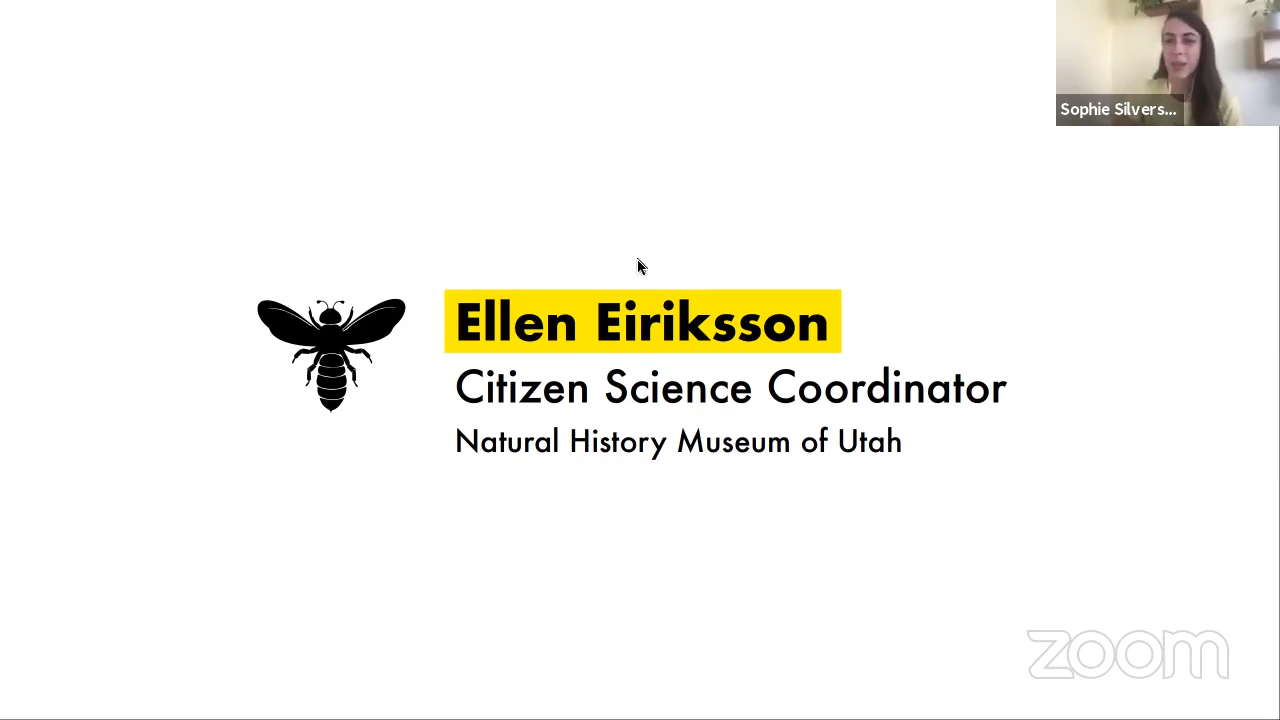 Sophie Silvers...
Ellen Eiriksson
Citizen Science Coordinator
Natural History Museum of Utah
zoom